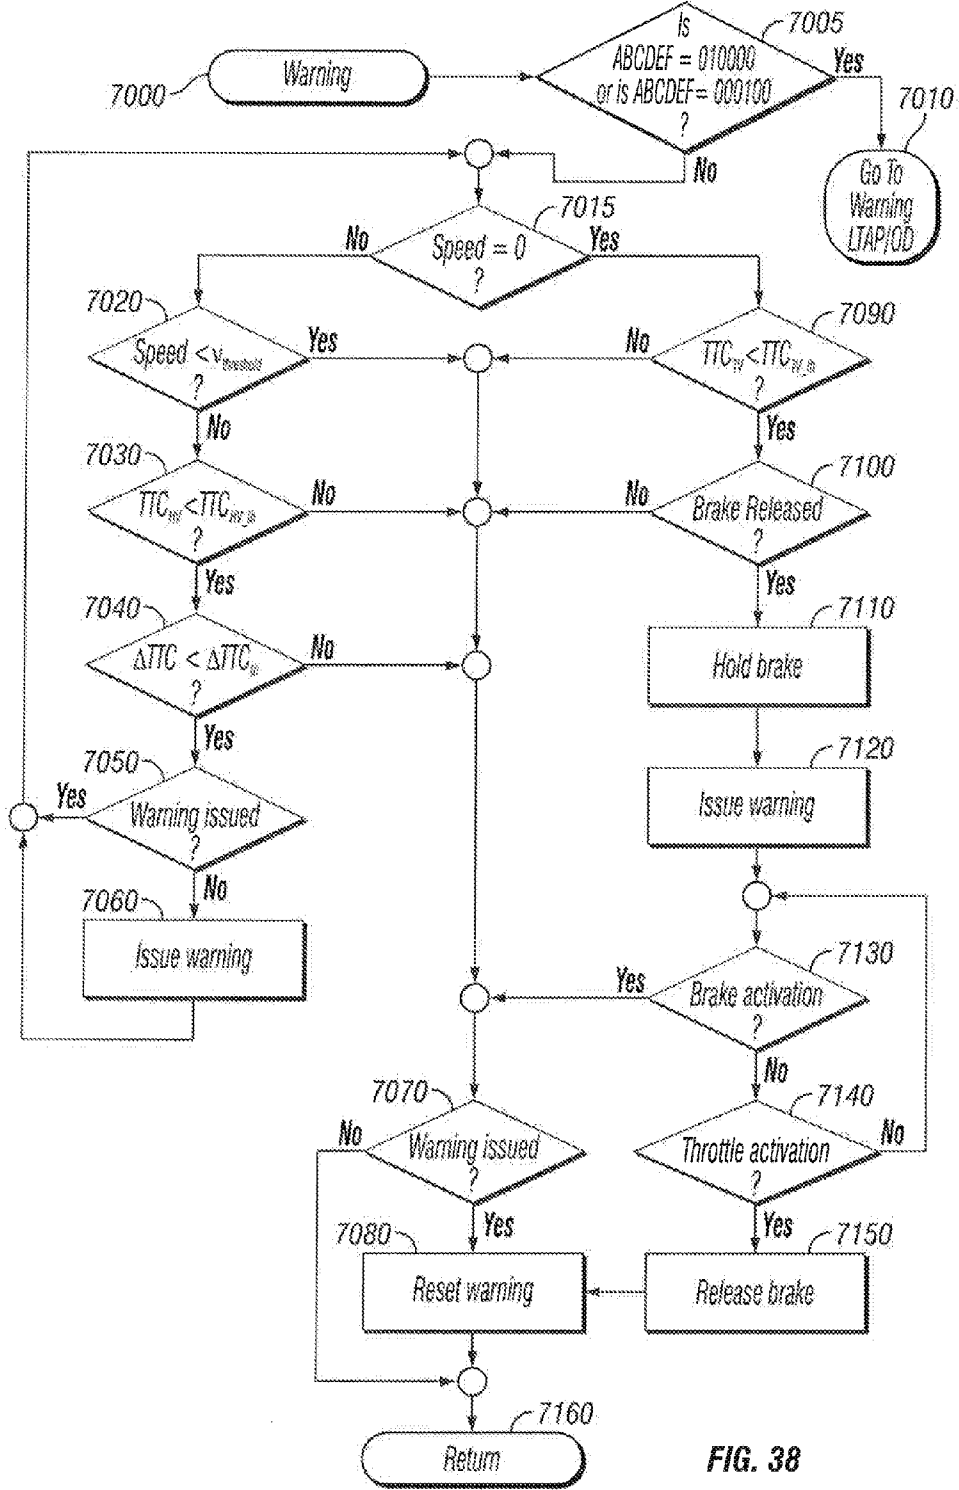 Is
ABCDEF = 010000
or is ABCDEF= 000100
?
7005
Warning
7000
Yes
7010
No
Go To
Warning
LTAP/OD
7015
Speed = 0
?
No
Yes
7020
Speed < vthreshold
?
Yes
No
7090
TTC < TTC
?
No
Yes
7030
TTC < TTC
?
No
Yes
7100
Brake Released
?
No
Yes
7040
ΔTTC < ΔTTCth
?
No
Yes
7110
Hold brake
7050
Warning issued
?
Yes
No
7120
Issue warning
7060
Issue warning
7130
Brake activation
?
Yes
No
7070
Warning issued
?
No
Yes
7140
Throttle activation
?
No
Yes
7080
Reset warning
7150
Release brake
7160
Return
FIG. 38